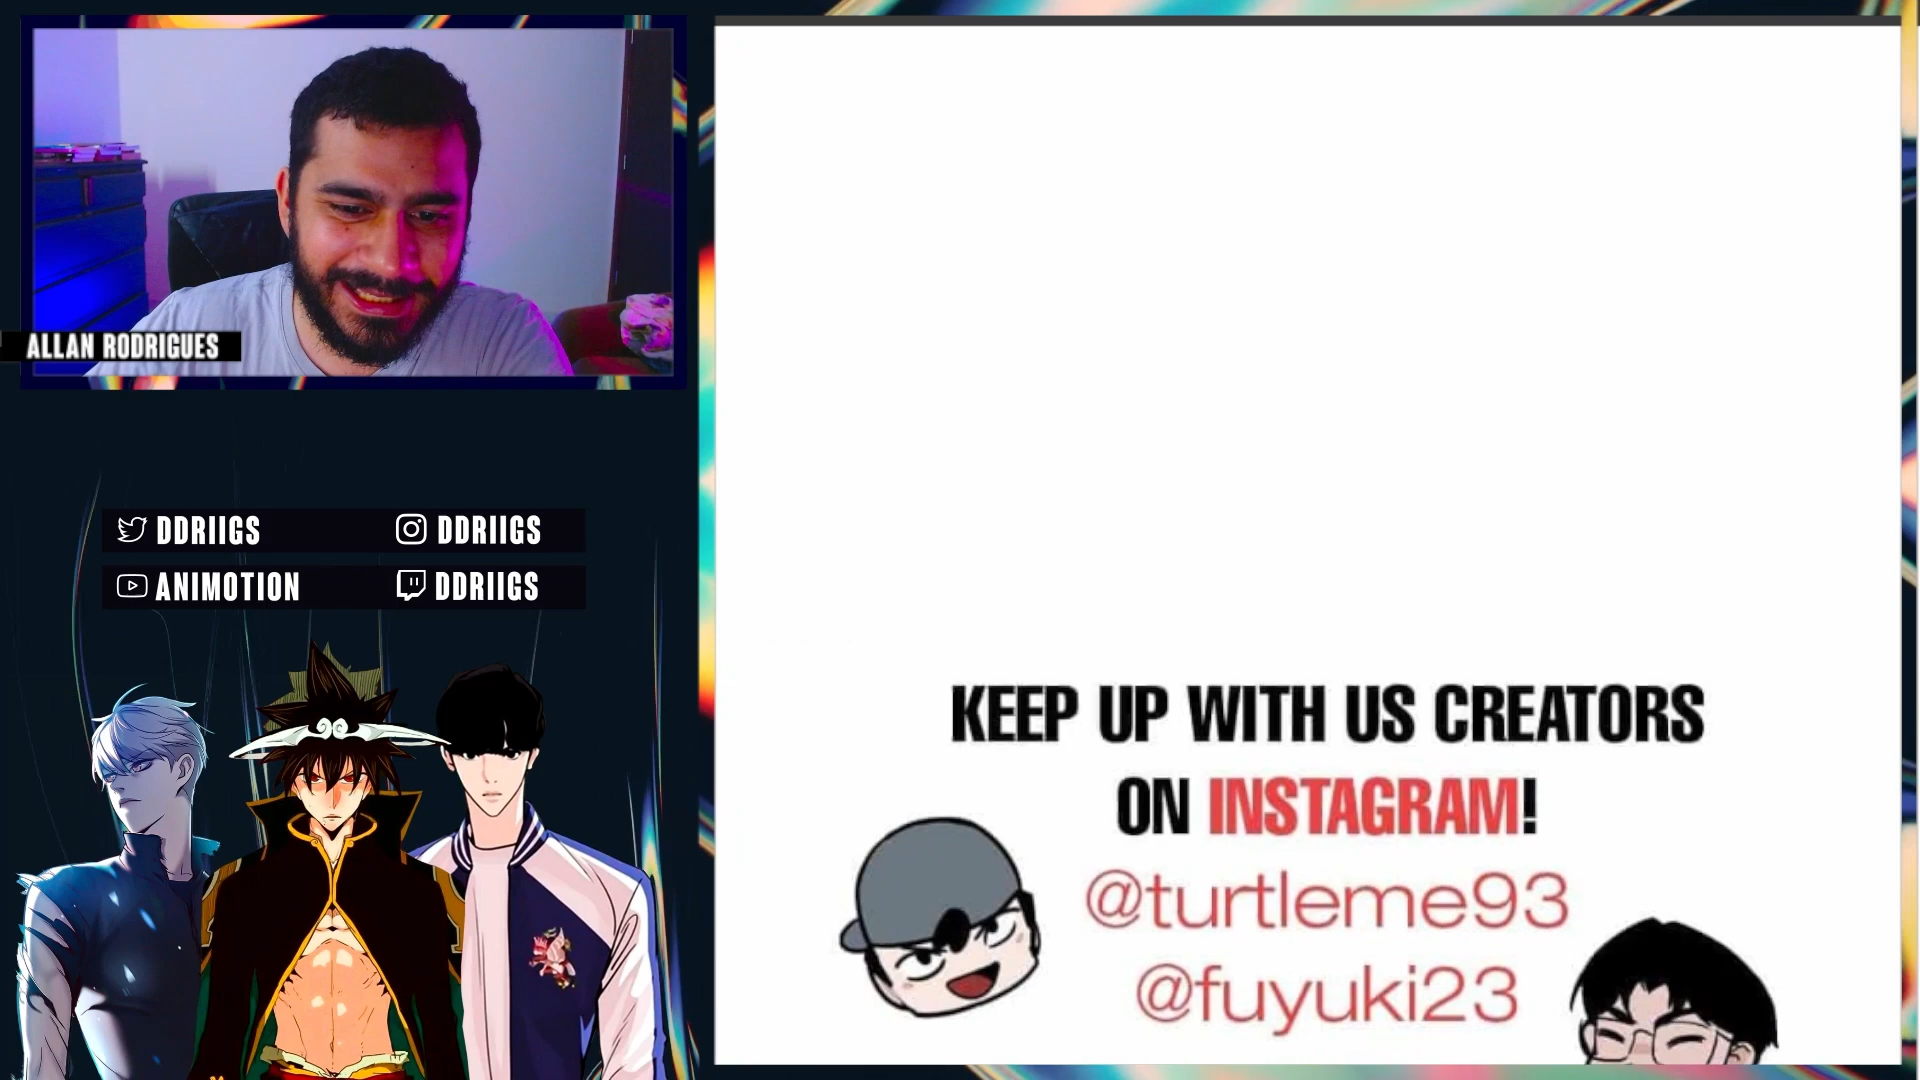 ALLAN RODRIGUES
DDRIIGS
DDRIIGS
ANIMOTION
DDRIIGS
KEEP UP WITH US CREATORS
ON INSTAGRAM!
@turtleme93
@fuyuki23